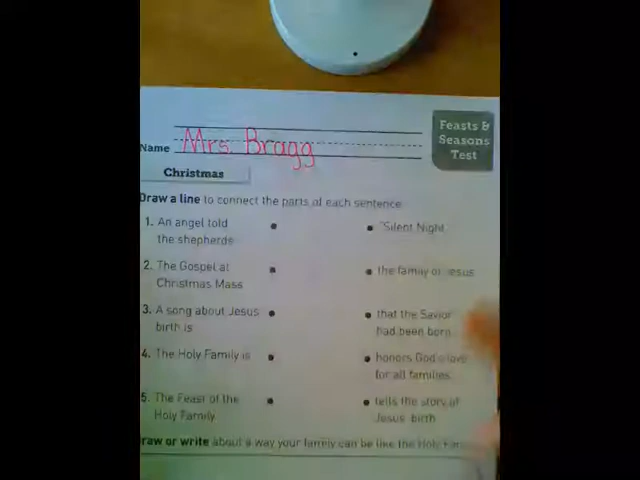 Feasts &
Seasons
Test
Name Mrs. Bragg
Christmas
Draw a line to connect the parts of each sentence.
1. An angel told
the shepherds
"Silent Night
2. The Gospel at
Christmas Mass
the family of Jesus
3. A song about Jesus
birth is
that the Savior
had been born
4. The Holy Family is
honors God's love
for all families
5. The Feast of the
Holy Family
tells the story of
Jesus' birth
raw or write about a way your family can be like the Holy